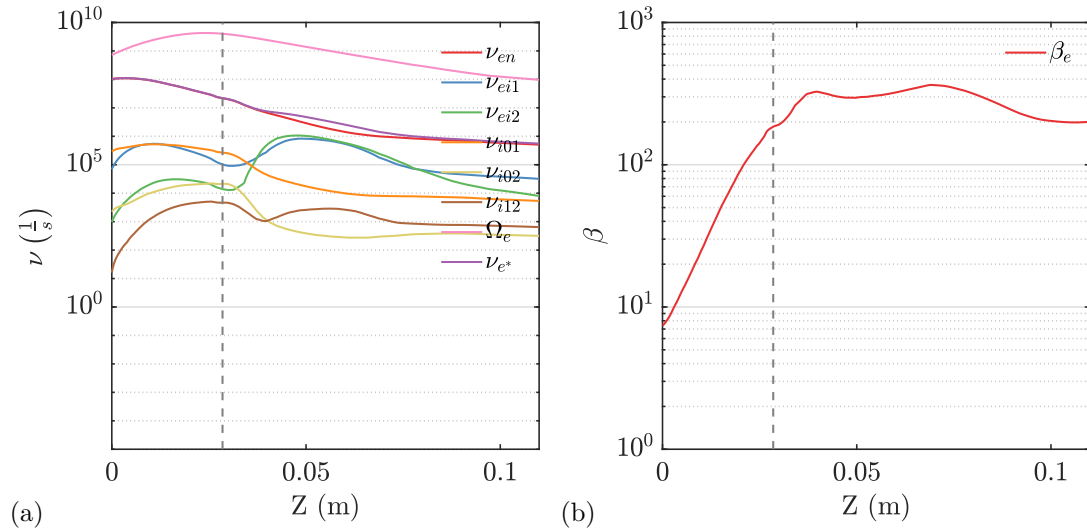 10^10
10^5
10^0
ν (1/s)
ν_en
ν_ei1
ν_ei2
ν_i01
ν_i02
ν_i12
Ω_e
ν_e*
0 0.05 0.1
Z (m)
(a)
10^3
10^2
10^1
10^0
β
β_e
0 0.05 0.1
Z (m)
(b)